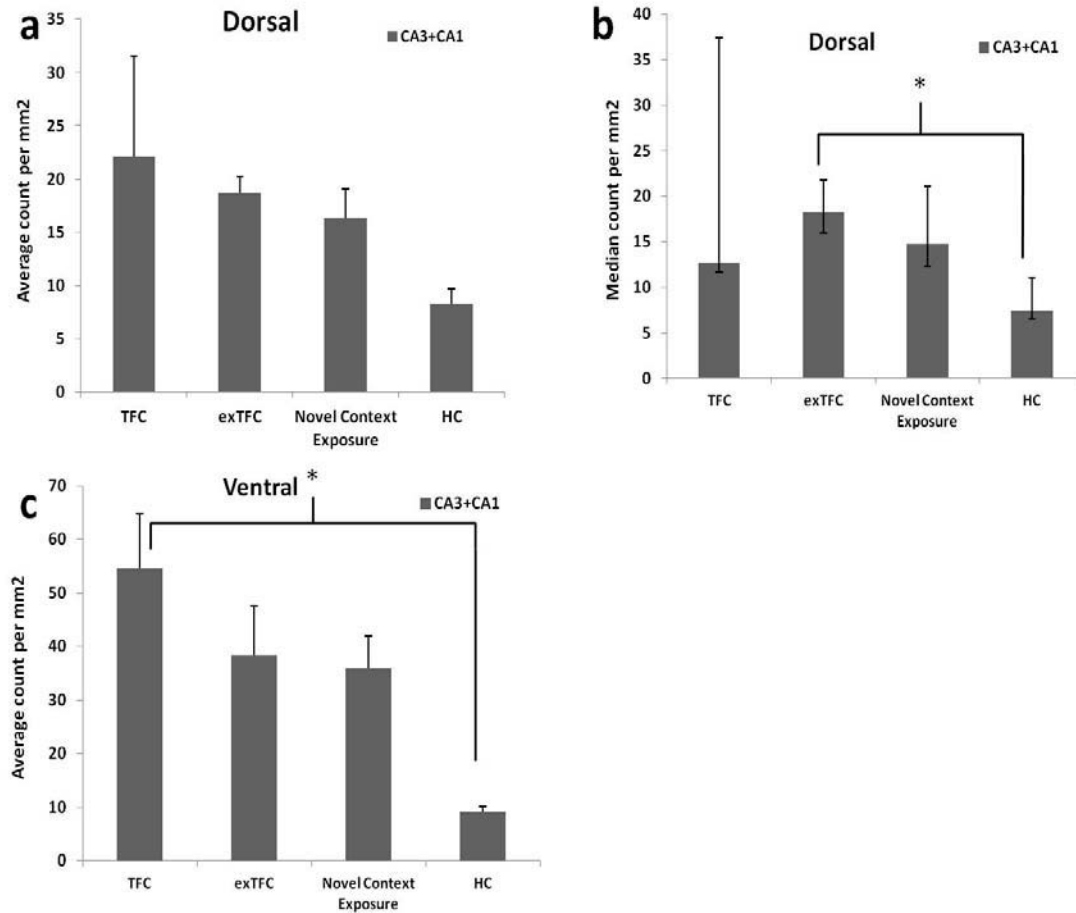 a
Dorsal
CA3+CA1
Average count per mm2
35
30
25
20
15
10
5
0
TFC
exTFC
Novel Context
Exposure
HC
b
Dorsal
CA3+CA1
*
Median count per mm2
40
35
30
25
20
15
10
5
0
TFC
exTFC
Novel Context
Exposure
HC
c
Ventral
*
CA3+CA1
Average count per mm2
70
60
50
40
30
20
10
0
TFC
exTFC
Novel Context
Exposure
HC